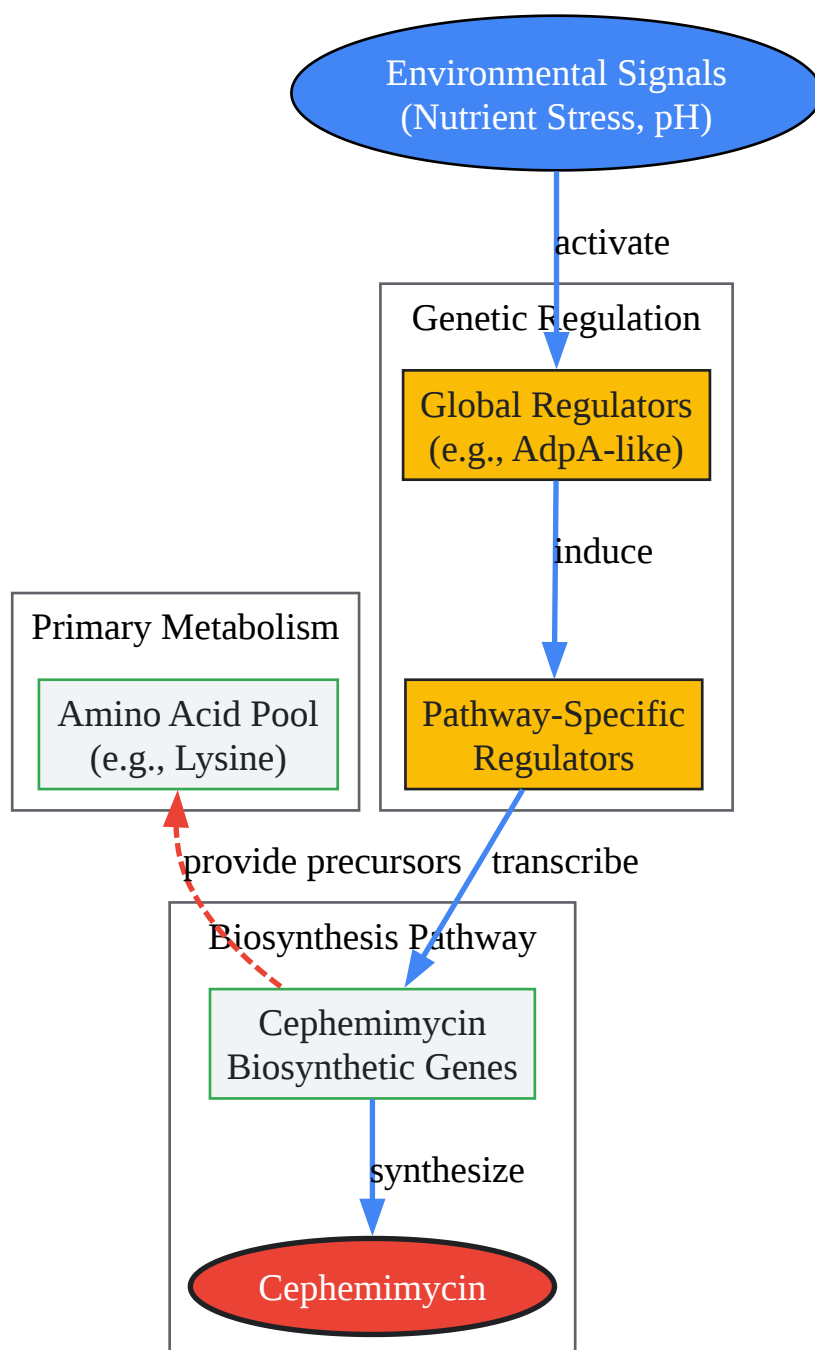 Environmental Signals
(Nutrient Stress, pH)
activate
Genetic Regulation
Global Regulators
(e.g., AdpA-like)
induce
Primary Metabolism
Amino Acid Pool
(e.g., Lysine)
Pathway-Specific
Regulators
provide precursors
transcribe
Biosynthesis Pathway
Cephemimycin
Biosynthetic Genes
synthesize
Cephemimycin